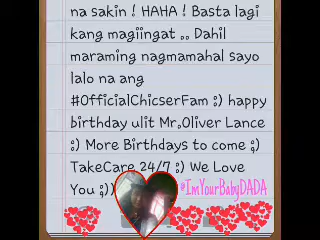 na sakin ! HAHA ! Basta lagi
kang magiingat ,, Dahil
maraming nagmamahal sayo
lalo na ang
#OfficialChicserFam :) happy
birthday ulit Mr,Oliver Lance
:) More Birthdays to come ;)
TakeCare 24/7 :) We Love
You ;))
@ImYourBabyDADA